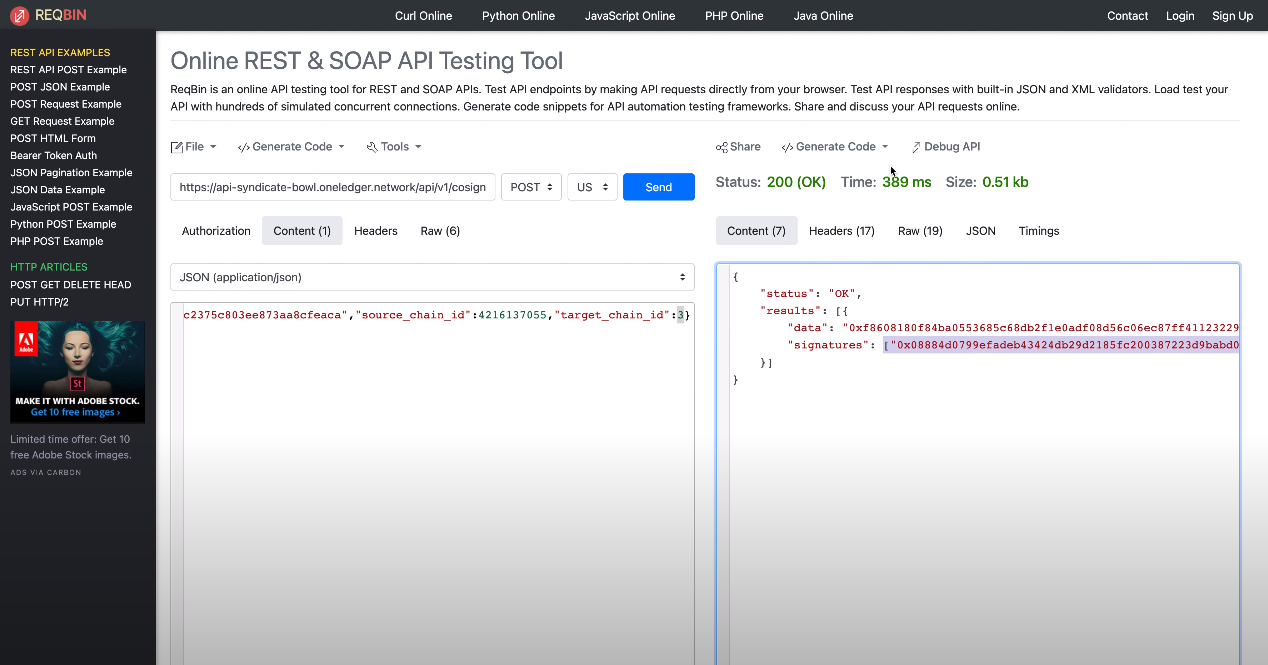 REQBIN
Curl Online
Python Online
JavaScript Online
PHP Online
Java Online
Contact
Login
Sign Up
REST API EXAMPLES
REST API POST Example
POST JSON Example
POST Request Example
GET Request Example
POST HTML Form
Bearer Token Auth
JSON Pagination Example
JSON Data Example
JavaScript POST Example
Python POST Example
PHP POST Example
HTTP ARTICLES
POST GET DELETE HEAD
PUT HTTP/2
Adobe
St
MAKE IT WITH ADOBE STOCK.
Get 10 free images ›
Limited time offer: Get 10
free Adobe Stock images.
ADS VIA CARBON
Online REST & SOAP API Testing Tool
ReqBin is an online API testing tool for REST and SOAP APIs. Test API endpoints by making API requests directly from your browser. Test API responses with built-in JSON and XML validators. Load test your
API with hundreds of simulated concurrent connections. Generate code snippets for API automation testing frameworks. Share and discuss your API requests online.
File
Generate Code
Tools
https://api-syndicate-bowl.oneledger.network/api/v1/cosign
POST
US
Send
Authorization
Content (1)
Headers
Raw (6)
JSON (application/json)
c2375c803ee873aa8cfeaca","source_chain_id":4216137055,"target_chain_id":3}
Share
Generate Code
Debug API
Status: 200 (OK) Time: 389 ms Size: 0.51 kb
Content (7)
Headers (17)
Raw (19)
JSON
Timings
{
"status": "OK",
"results": [{
"data": "0xf8608180f84ba0553685c68db2f1e0adf08d56c06ec87ff41123229
"signatures": ["0x08884d0799efadeb43424db29d2185fc200387223d9babd0
}]
}